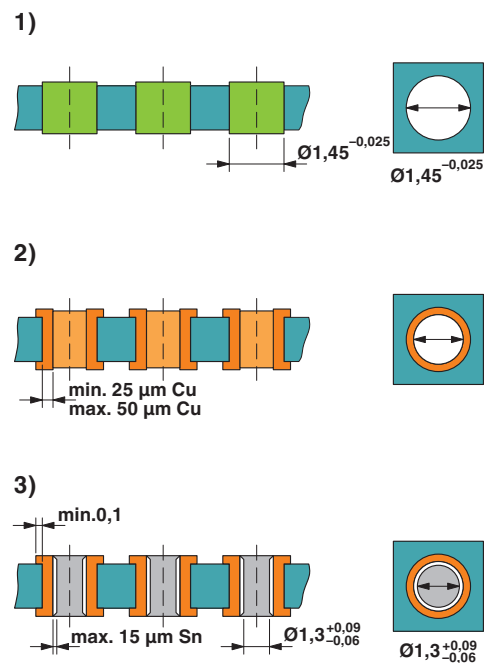 1)
Ø1,45 −0,025
Ø1,45 −0,025
2)
min. 25 µm Cu
max. 50 µm Cu
3)
min.0,1
max. 15 µm Sn
Ø1,3 +0,09 −0,06
Ø1,3 +0,09 −0,06